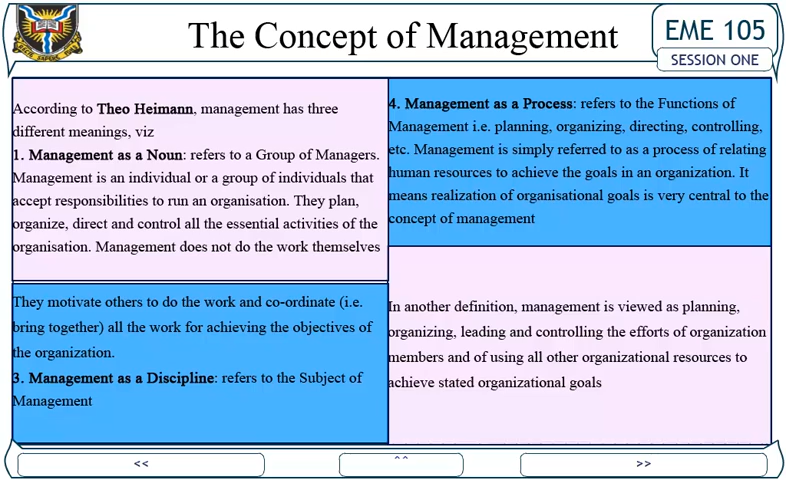 The Concept of Management
EME 105
SESSION ONE
According to Theo Heimann, management has three
different meanings, viz
1. Management as a Noun: refers to a Group of Managers.
Management is an individual or a group of individuals that
accept responsibilities to run an organisation. They plan,
organize, direct and control all the essential activities of the
organisation. Management does not do the work themselves
They motivate others to do the work and co-ordinate (i.e.
bring together) all the work for achieving the objectives of
the organization.
3. Management as a Discipline: refers to the Subject of
Management
4. Management as a Process: refers to the Functions of
Management i.e. planning, organizing, directing, controlling,
etc. Management is simply referred to as a process of relating
human resources to achieve the goals in an organization. It
means realization of organisational goals is very central to the
concept of management
In another definition, management is viewed as planning,
organizing, leading and controlling the efforts of organization
members and of using all other organizational resources to
achieve stated organizational goals
<<
^^
>>